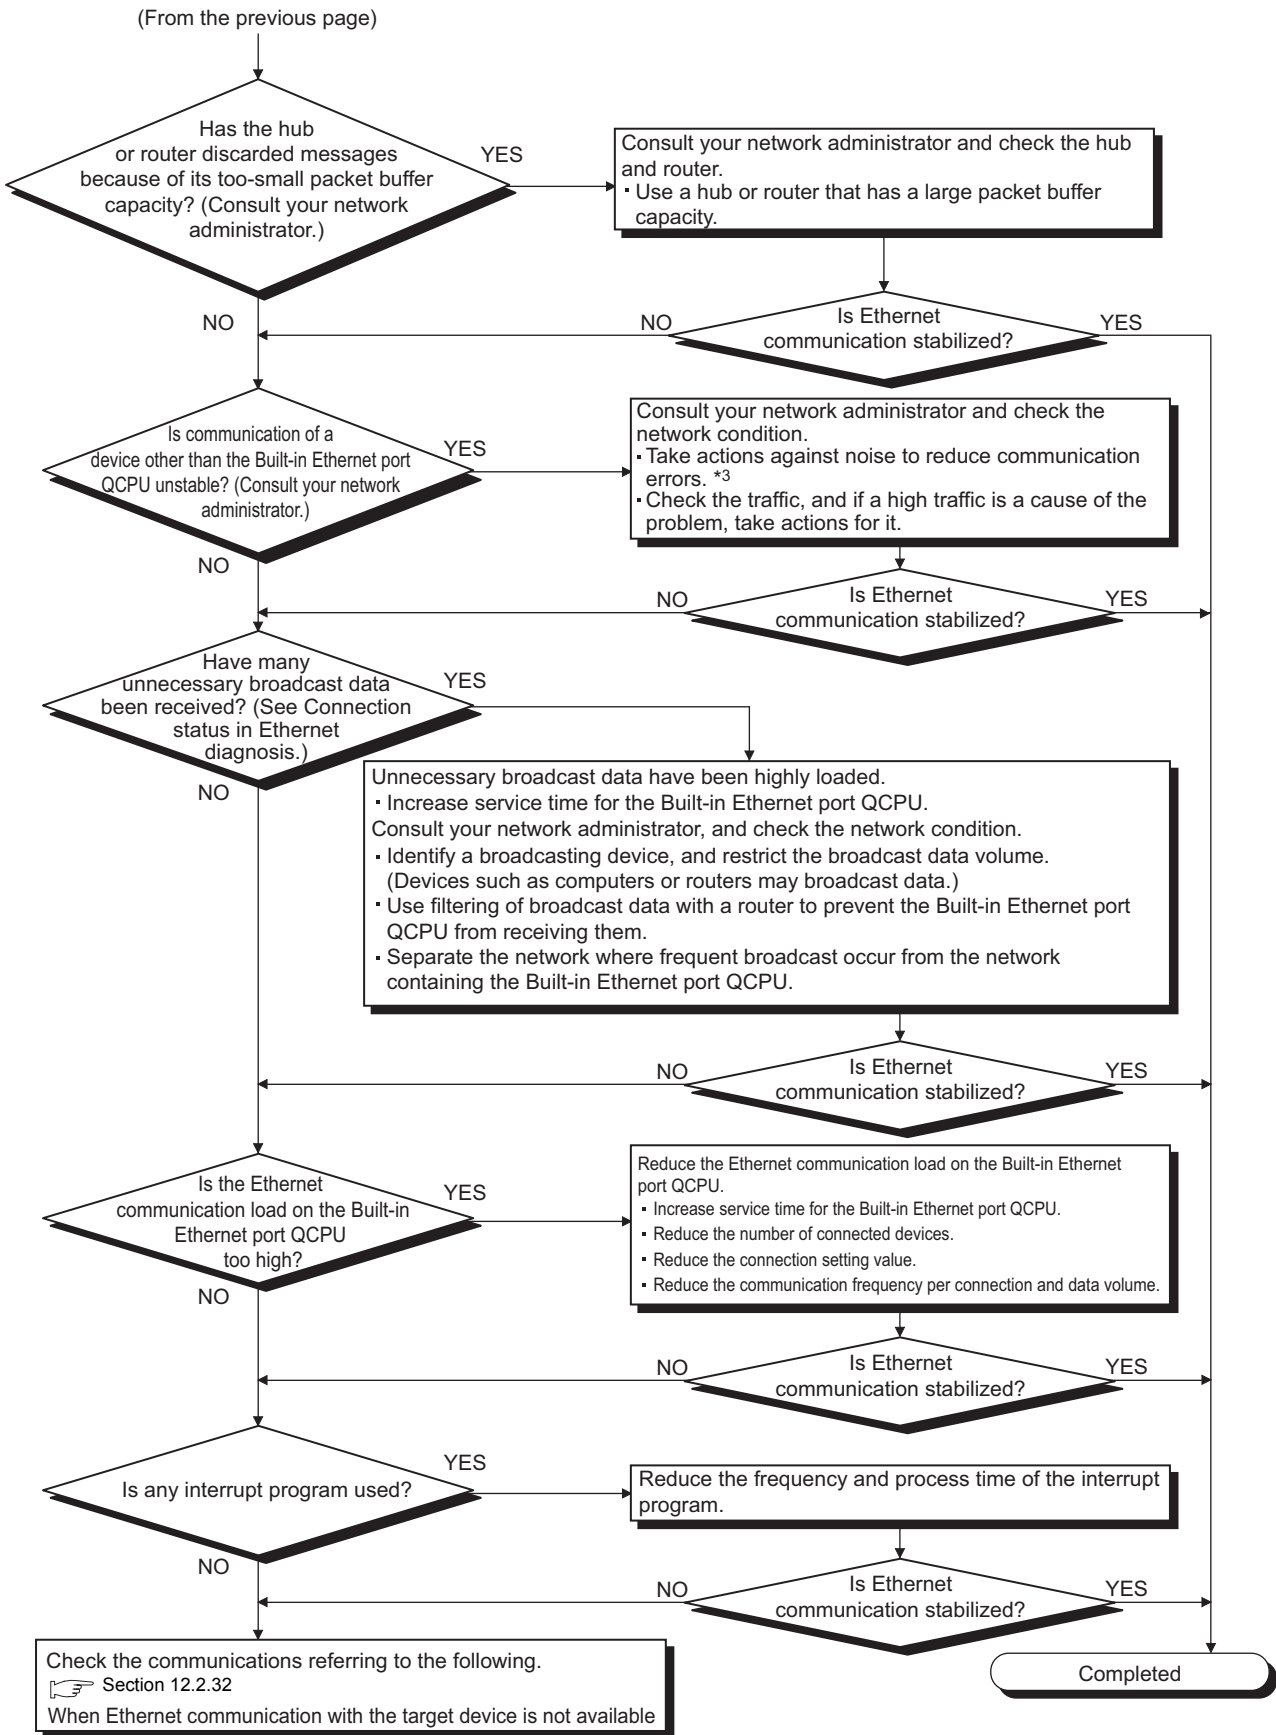 (From the previous page)
Has the hub
or router discarded messages
because of its too-small packet buffer
capacity? (Consult your network
administrator.)
YES
Consult your network administrator and check the hub
and router.
▪ Use a hub or router that has a large packet buffer
capacity.
NO
NO
Is Ethernet
communication stabilized?
YES
Is communication of a
device other than the Built-in Ethernet port
QCPU unstable? (Consult your network
administrator.)
YES
Consult your network administrator and check the
network condition.
▪ Take actions against noise to reduce communication
errors. *3
▪ Check the traffic, and if a high traffic is a cause of the
problem, take actions for it.
NO
NO
Is Ethernet
communication stabilized?
YES
Have many
unnecessary broadcast data
been received? (See Connection
status in Ethernet
diagnosis.)
YES
NO
Unnecessary broadcast data have been highly loaded.
▪ Increase service time for the Built-in Ethernet port QCPU.
Consult your network administrator, and check the network condition.
▪ Identify a broadcasting device, and restrict the broadcast data volume.
(Devices such as computers or routers may broadcast data.)
▪ Use filtering of broadcast data with a router to prevent the Built-in Ethernet port
QCPU from receiving them.
▪ Separate the network where frequent broadcast occur from the network
containing the Built-in Ethernet port QCPU.
NO
Is Ethernet
communication stabilized?
YES
Is the Ethernet
communication load on the Built-in
Ethernet port QCPU
too high?
YES
Reduce the Ethernet communication load on the Built-in Ethernet
port QCPU.
▪ Increase service time for the Built-in Ethernet port QCPU.
▪ Reduce the number of connected devices.
▪ Reduce the connection setting value.
▪ Reduce the communication frequency per connection and data volume.
NO
NO
Is Ethernet
communication stabilized?
YES
Is any interrupt program used?
YES
Reduce the frequency and process time of the interrupt
program.
NO
NO
Is Ethernet
communication stabilized?
YES
Check the communications referring to the following.
Section 12.2.32
When Ethernet communication with the target device is not available
Completed